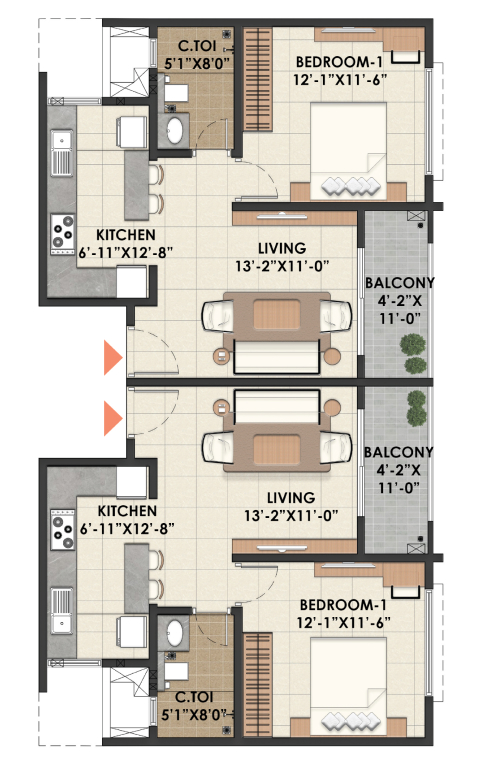 C.TOI
5'1"X8'0"
BEDROOM-1
12'-1"X11'-6"
KITCHEN
6'-11"X12'-8"
LIVING
13'-2"X11'-0"
BALCONY
4'-2"X
11'-0"
BALCONY
4'-2"X
11'-0"
LIVING
13'-2"X11'-0"
KITCHEN
6'-11"X12'-8"
BEDROOM-1
12'-1"X11'-6"
C.TOI
5'1"X8'0"